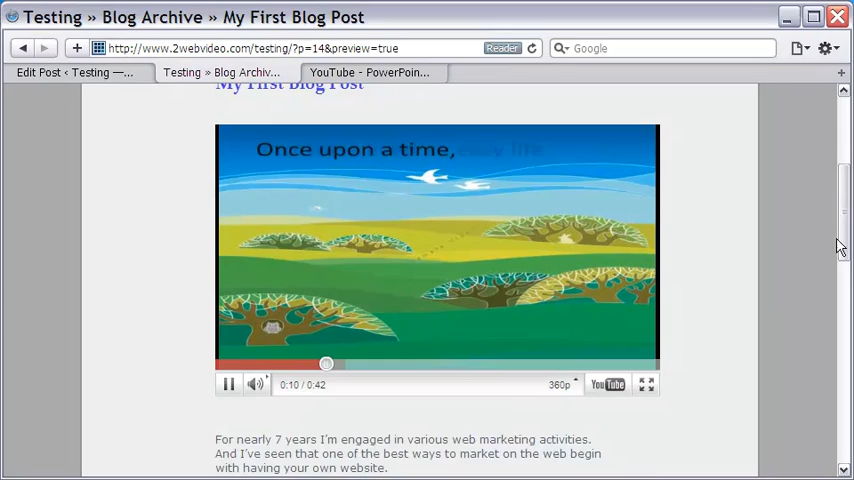 Testing » Blog Archive » My First Blog Post
http://www.2webvideo.com/testing/?p=14&preview=true
Reader
Google
Edit Post ‹ Testing —...
Testing » Blog Archiv...
YouTube - PowerPoin...
My First Blog Post
Once upon a time,
0:10 / 0:42
360p
YouTube
For nearly 7 years I'm engaged in various web marketing activities.
And I've seen that one of the best ways to market on the web begin
with having your own website.